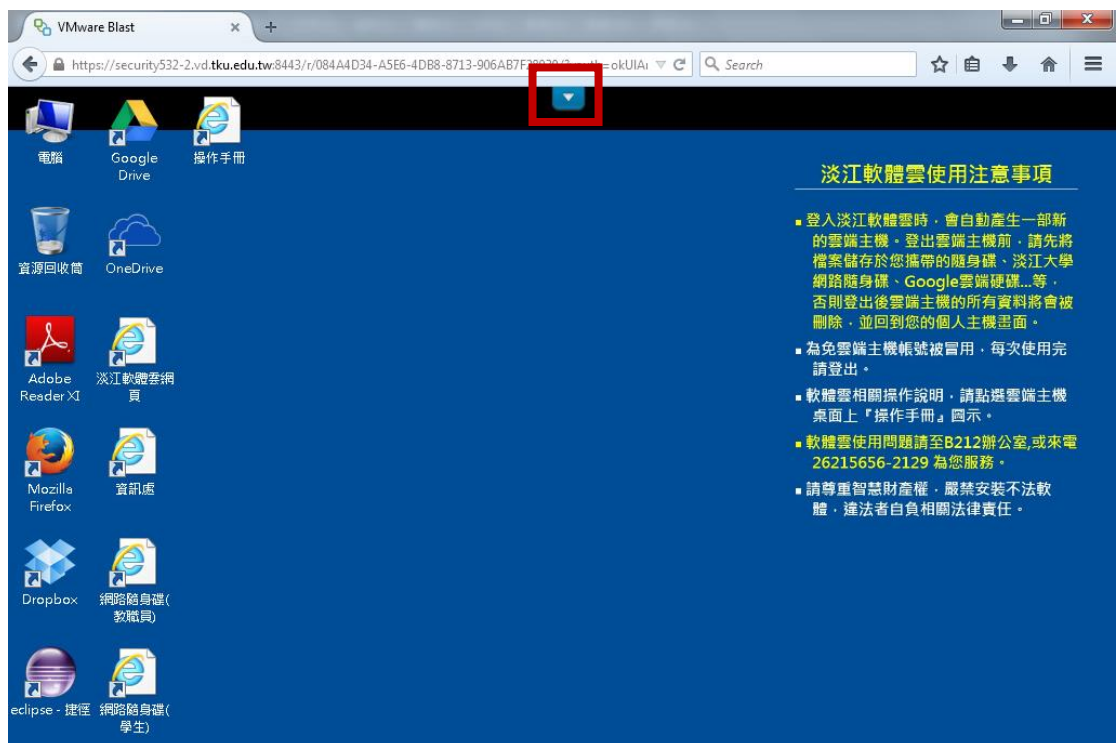 VMware Blast
https://security532-2.vd.tku.edu.tw:8443/r/084A4D34-A5E6-4DB8-8713-906AB7F
Search
電腦
Google
Drive
操作手冊
資源回收筒
OneDrive
Adobe
Reader XI
淡江軟體雲網
頁
Mozilla
Firefox
資訊處
Dropbox
網路隨身碟(
教職員)
eclipse - 捷徑
網路隨身碟(
學生)
淡江軟體雲使用注意事項
登入淡江軟體雲時，會自動產生一部新
的雲端主機。登出雲端主機前，請先將
檔案儲存於您攜帶的隨身碟、淡江大學
網路隨身碟、Google雲端硬碟...等，
否則登出後雲端主機的所有資料將會被
刪除，並回到您的個人主機畫面。
為免雲端主機帳號被冒用，每次使用完
請登出。
軟體雲相關操作說明，請點選雲端主機
桌面上『操作手冊』圖示。
軟體雲使用問題請至B212辦公室,或來電
26215656-2129 為您服務。
請尊重智慧財產權，嚴禁安裝不法軟
體，違法者自負相關法律責任。